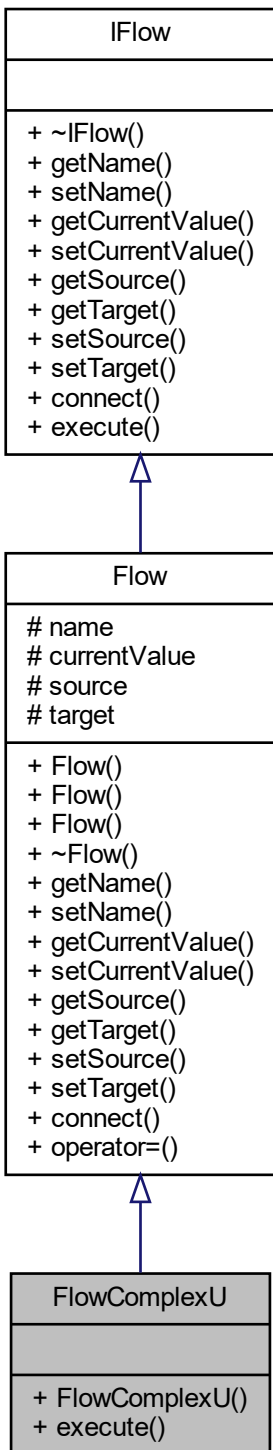 IFlow
+ ~IFlow()
+ getName()
+ setName()
+ getCurrentValue()
+ setCurrentValue()
+ getSource()
+ getTarget()
+ setSource()
+ setTarget()
+ connect()
+ execute()
Flow
# name
# currentValue
# source
# target
+ Flow()
+ Flow()
+ Flow()
+ ~Flow()
+ getName()
+ setName()
+ getCurrentValue()
+ setCurrentValue()
+ getSource()
+ getTarget()
+ setSource()
+ setTarget()
+ connect()
+ operator=()
FlowComplexU
+ FlowComplexU()
+ execute()